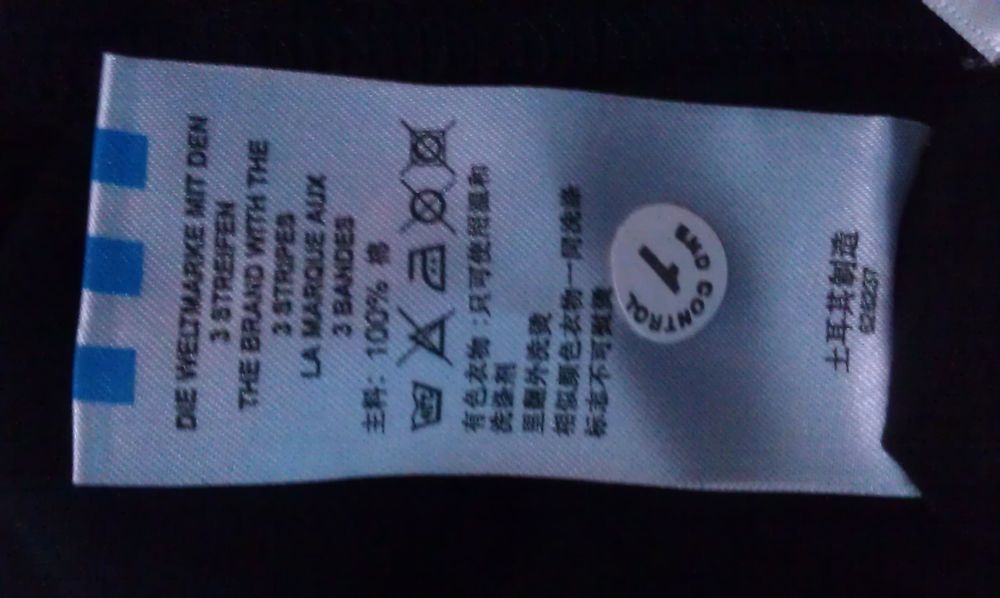 DIE WELTMARKE MIT DEN
3 STREIFEN
THE BRAND WITH THE
3 STRIPES
LA MARQUE AUX
3 BANDES
主料: 100% 棉
有色衣物:只可使用温和
洗涤剂
里翻外洗烫
相似颜色衣物一同洗涤
标志不可熨烫
CONTROL
1
土耳其制造